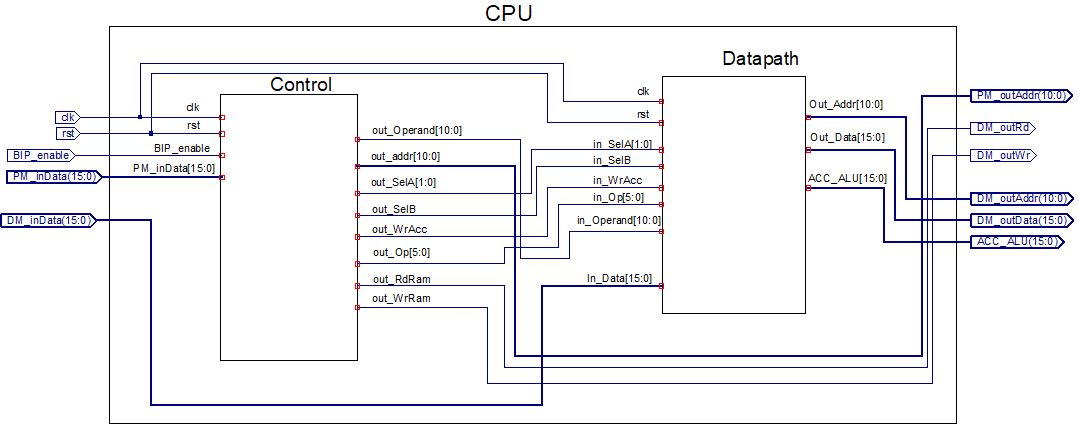 CPU
Control
Datapath
clk
rst
BIP_enable
PM_inData(15:0)
DM_inData(15:0)
clk
rst
BIP_enable
PM_inData[15:0]
out_Operand[10:0]
out_addr[10:0]
out_SelA[1:0]
out_SelB
out_WrAcc
out_Op[5:0]
out_RdRam
out_WrRam
clk
rst
in_SelA[1:0]
in_SelB
in_WrAcc
in_Op[5:0]
in_Operand[10:0]
In_Data[15:0]
Out_Addr[10:0]
Out_Data[15:0]
ACC_ALU[15:0]
PM_outAddr(10:0)
DM_outRd
DM_outWr
DM_outAddr(10:0)
DM_outData(15:0)
ACC_ALU(15:0)